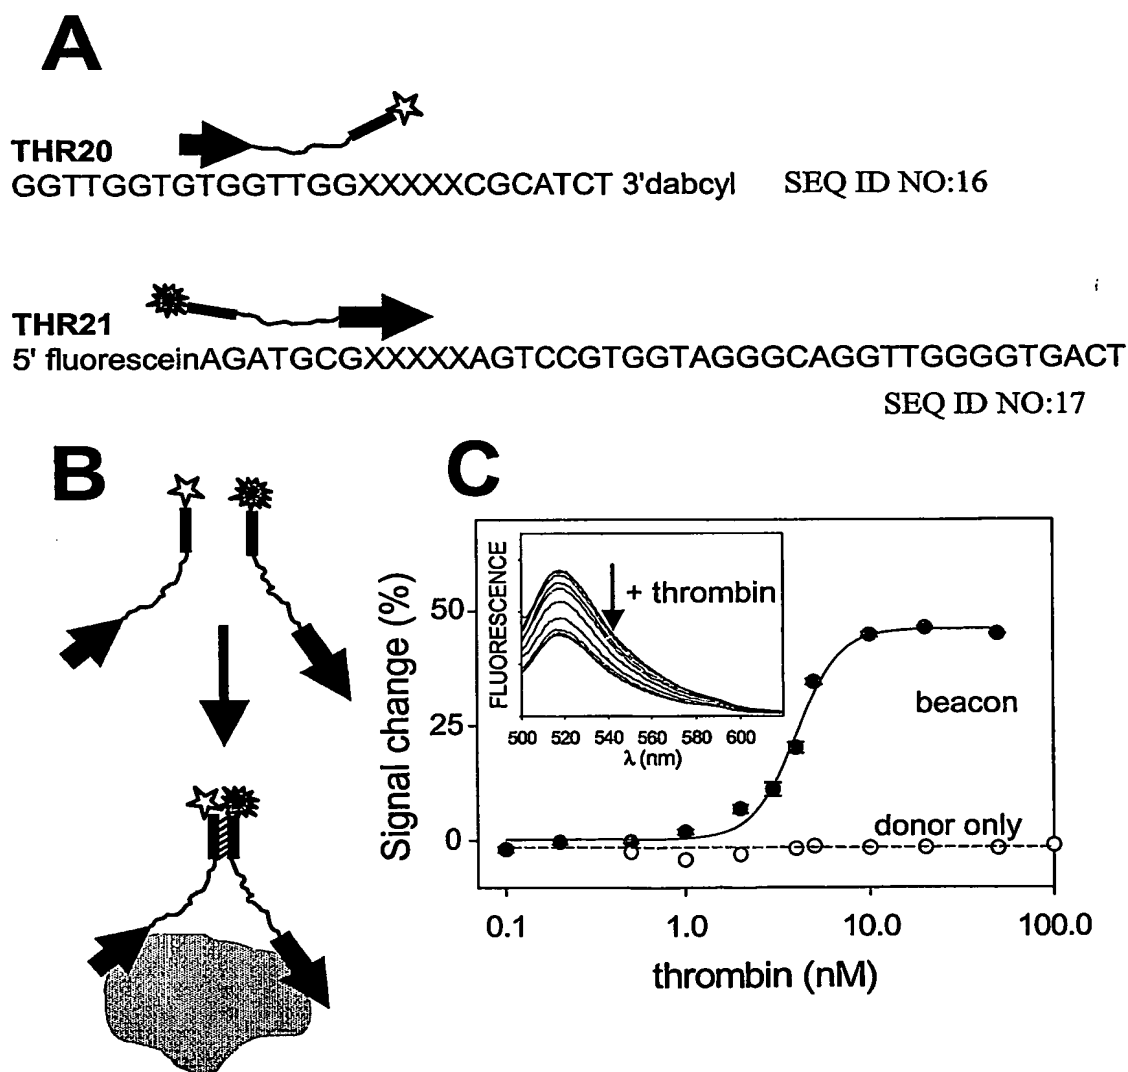 A
THR20
GGTTGGTGTGGTTGGXXXXXCGCATCT 3'dabcyl SEQ ID NO:16
THR21
5' fluoresceinAGATGCGXXXXXAGTCCGTGGTAGGGCAGGTTGGGGTGACT
SEQ ID NO:17
B
C
Signal change (%)
50
25
0
FLUORESCENCE
+ thrombin
500 520 540 560 580 600
λ (nm)
beacon
donor only
0.1 1.0 10.0 100.0
thrombin (nM)